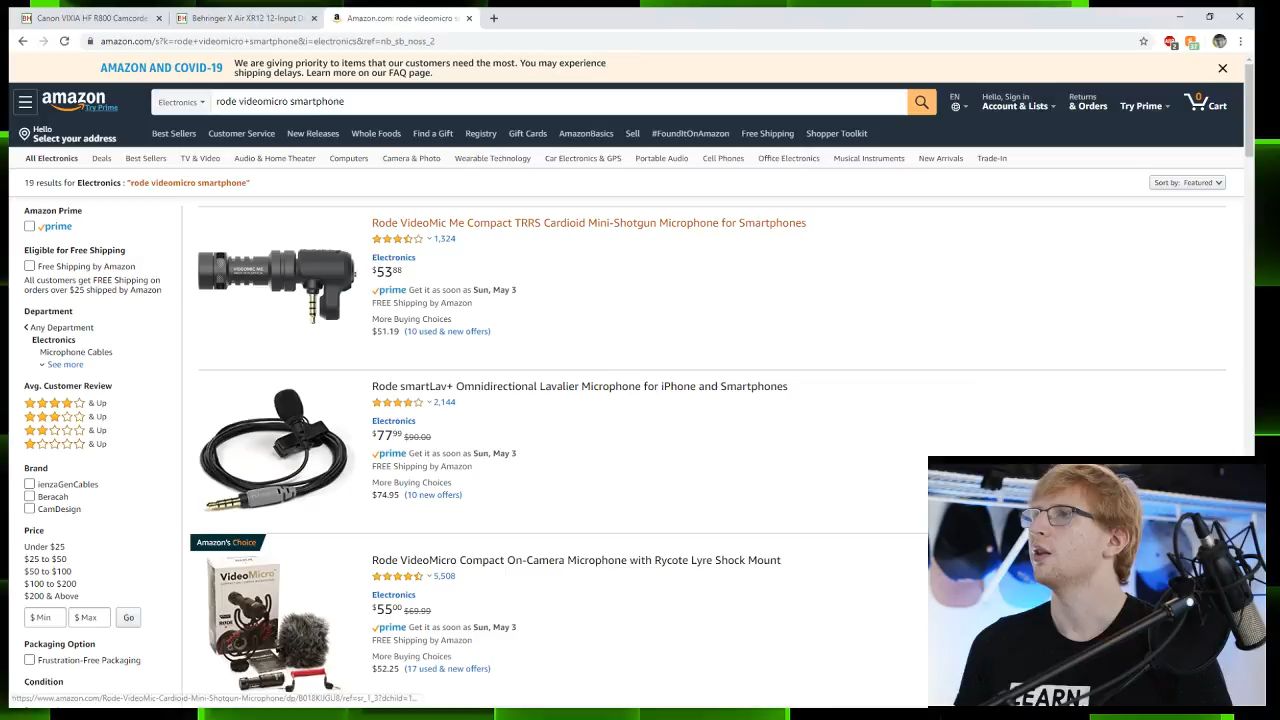 Canon VIXIA HF R800 Camcorde
Behringer X Air XR12 12-Input D
Amazon.com: rode videomicro s
amazon.com/s?k=rode+videomicro+smartphone&i=electronics&ref=nb_sb_noss_2
AMAZON AND COVID-19
We are giving priority to items that our customers need the most. You may experience
shipping delays. Learn more on our FAQ page.
amazon
Try Prime
Electronics
rode videomicro smartphone
EN
Hello, Sign in
Account & Lists
Returns
& Orders
Try Prime
0
Cart
Hello
Select your address
Best Sellers
Customer Service
New Releases
Whole Foods
Find a Gift
Registry
Gift Cards
AmazonBasics
Sell
#FoundItOnAmazon
Free Shipping
Shopper Toolkit
All Electronics
Deals
Best Sellers
TV & Video
Audio & Home Theater
Computers
Camera & Photo
Wearable Technology
Car Electronics & GPS
Portable Audio
Cell Phones
Office Electronics
Musical Instruments
New Arrivals
Trade-In
19 results for Electronics : "rode videomicro smartphone"
Sort by: Featured
Amazon Prime
prime
Eligible for Free Shipping
Free Shipping by Amazon
All customers get FREE Shipping on
orders over $25 shipped by Amazon
Department
Any Department
Electronics
Microphone Cables
See more
Avg. Customer Review
& Up
& Up
& Up
& Up
Brand
ienzaGenCables
Beracah
CamDesign
Price
Under $25
$25 to $50
$50 to $100
$100 to $200
$200 & Above
$ Min
$ Max
Go
Packaging Option
Frustration-Free Packaging
Condition
Rode VideoMic Me Compact TRRS Cardioid Mini-Shotgun Microphone for Smartphones
1,324
Electronics
$53 88
prime Get it as soon as Sun, May 3
FREE Shipping by Amazon
More Buying Choices
$51.19 (10 used & new offers)
VIDEOMIC ME
Rode smartLav+ Omnidirectional Lavalier Microphone for iPhone and Smartphones
2,144
Electronics
$77 99 $90.00
prime Get it as soon as Sun, May 3
FREE Shipping by Amazon
More Buying Choices
$74.95 (10 new offers)
Amazon's Choice
Rode VideoMicro Compact On-Camera Microphone with Rycote Lyre Shock Mount
5,508
Electronics
$55 00 $69.99
prime Get it as soon as Sun, May 3
FREE Shipping by Amazon
More Buying Choices
$52.25 (17 used & new offers)
VideoMicro
https://www.amazon.com/Rode-VideoMic-Cardioid-Mini-Shotgun-Microphone/dp/B018KIJGU8/ref=sr_1_3?dchild=1...
LEARN